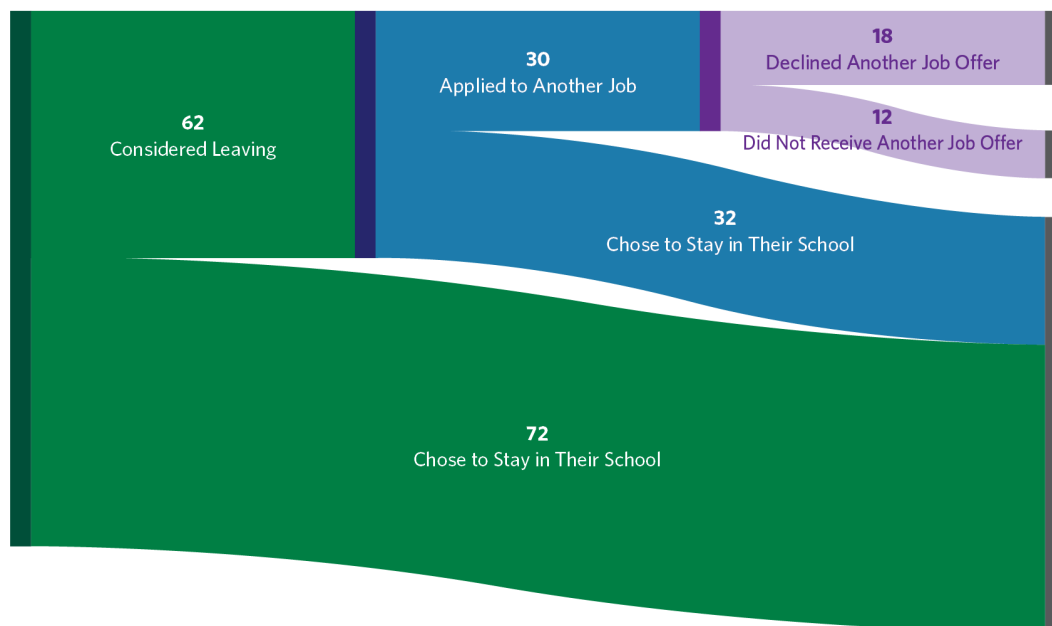 62
Considered Leaving
30
Applied to Another Job
18
Declined Another Job Offer
12
Did Not Receive Another Job Offer
32
Chose to Stay in Their School
72
Chose to Stay in Their School